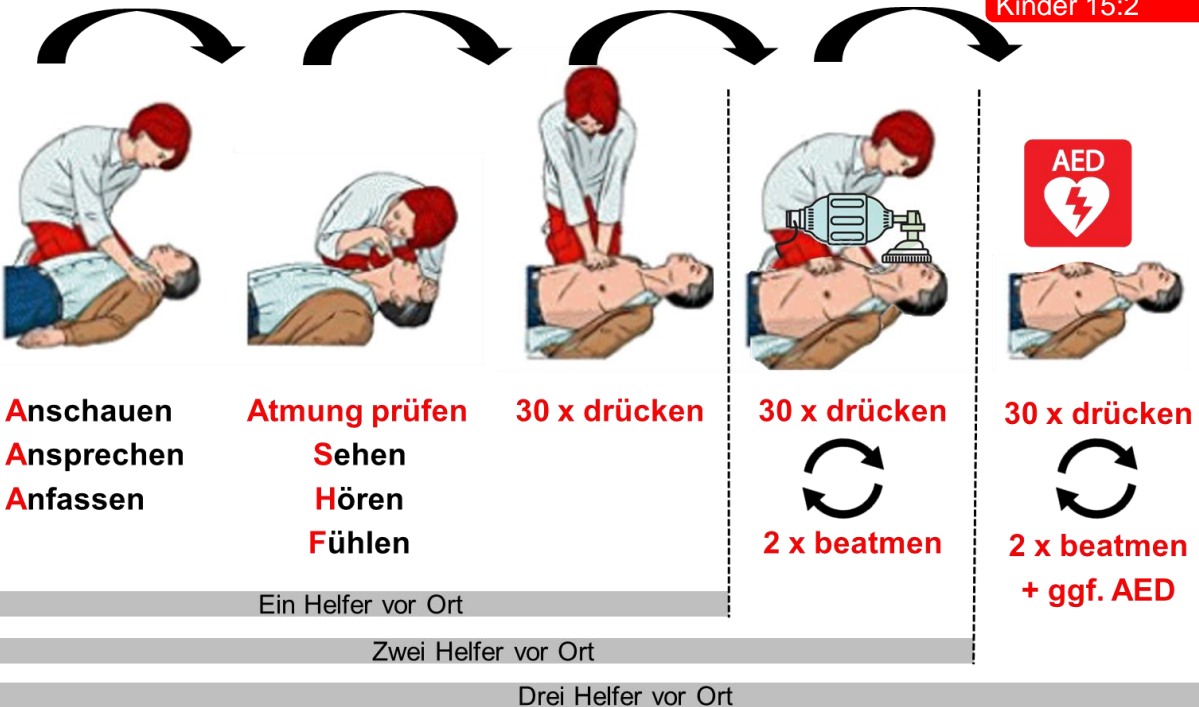 Kinder 15:2
AED
Anschauen
Ansprechen
Anfassen
Atmung prüfen
Sehen
Hören
Fühlen
30 x drücken
30 x drücken
2 x beatmen
30 x drücken
2 x beatmen
+ ggf. AED
Ein Helfer vor Ort
Zwei Helfer vor Ort
Drei Helfer vor Ort